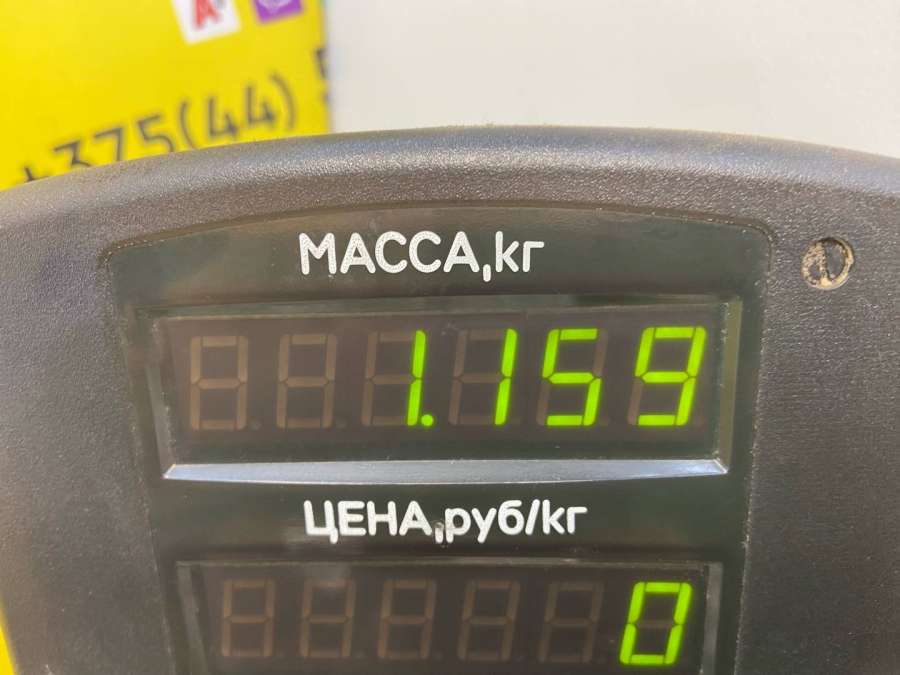 +375(44)
МАССА,кг
1.159
ЦЕНА,руб/кг
0